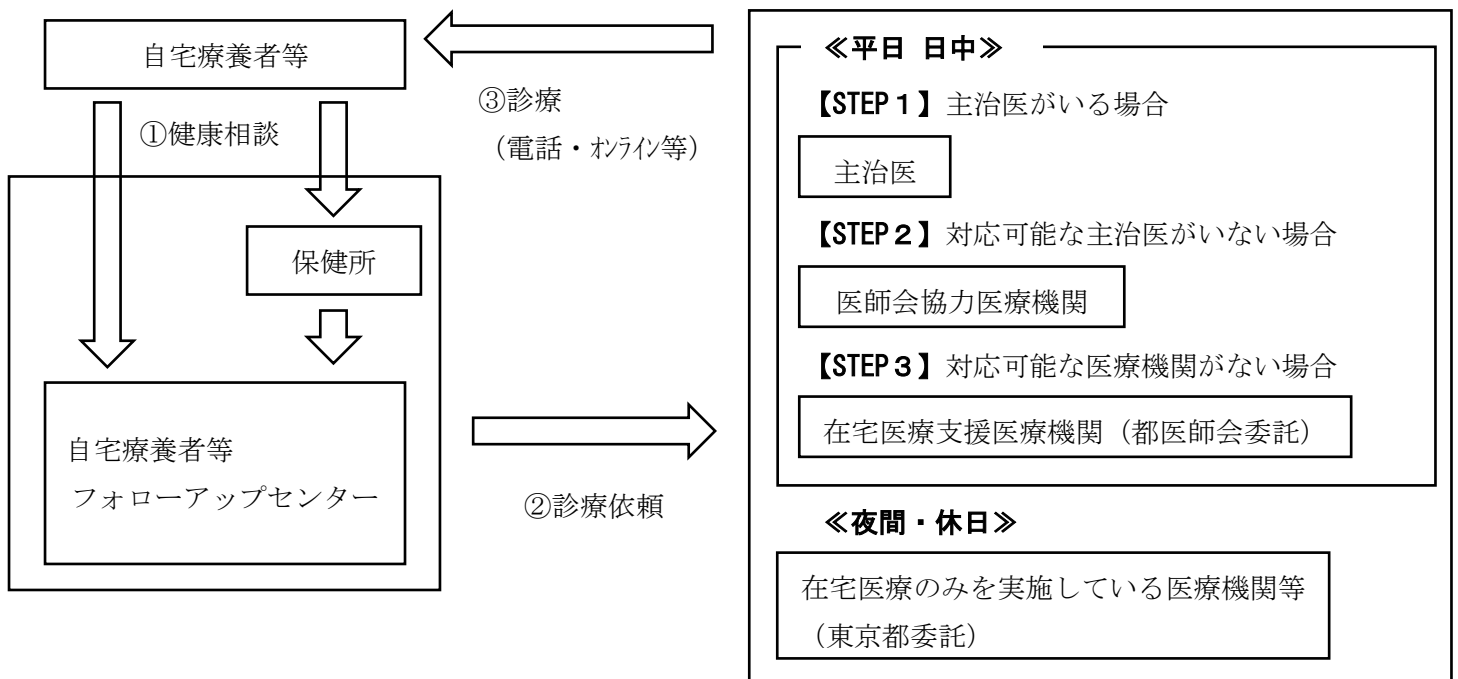 自宅療養者等
①健康相談
保健所
自宅療養者等
フォローアップセンター
②診療依頼
③診療
（電話・ｵﾝﾗｲﾝ等）
≪平日 日中≫
【STEP１】主治医がいる場合
主治医
【STEP２】対応可能な主治医がいない場合
医師会協力医療機関
【STEP３】対応可能な医療機関がない場合
在宅医療支援医療機関（都医師会委託）
≪夜間・休日≫
在宅医療のみを実施している医療機関等
（東京都委託）